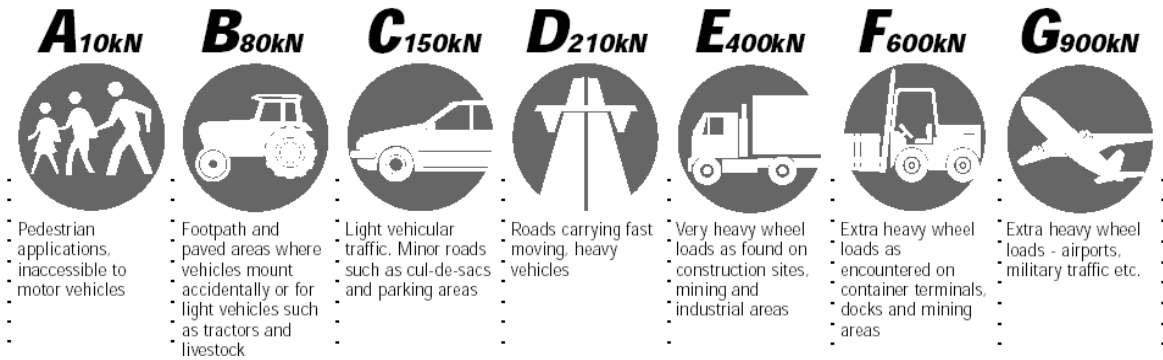 A10kN
B80kN
C150kN
D210kN
E400kN
F600kN
G900kN
Pedestrian
applications,
inaccessible to
motor vehicles
Footpath and
paved areas where
vehicles mount
accidentally or for
light vehicles such
as tractors and
livestock
Light vehicular
traffic. Minor roads
such as cul-de-sacs
and parking areas
Roads carrying fast
moving, heavy
vehicles
Very heavy wheel
loads as found on
construction sites,
mining and
industrial areas
Extra heavy wheel
loads as
encountered on
container terminals,
docks and mining
areas
Extra heavy wheel
loads - airports,
military traffic etc.